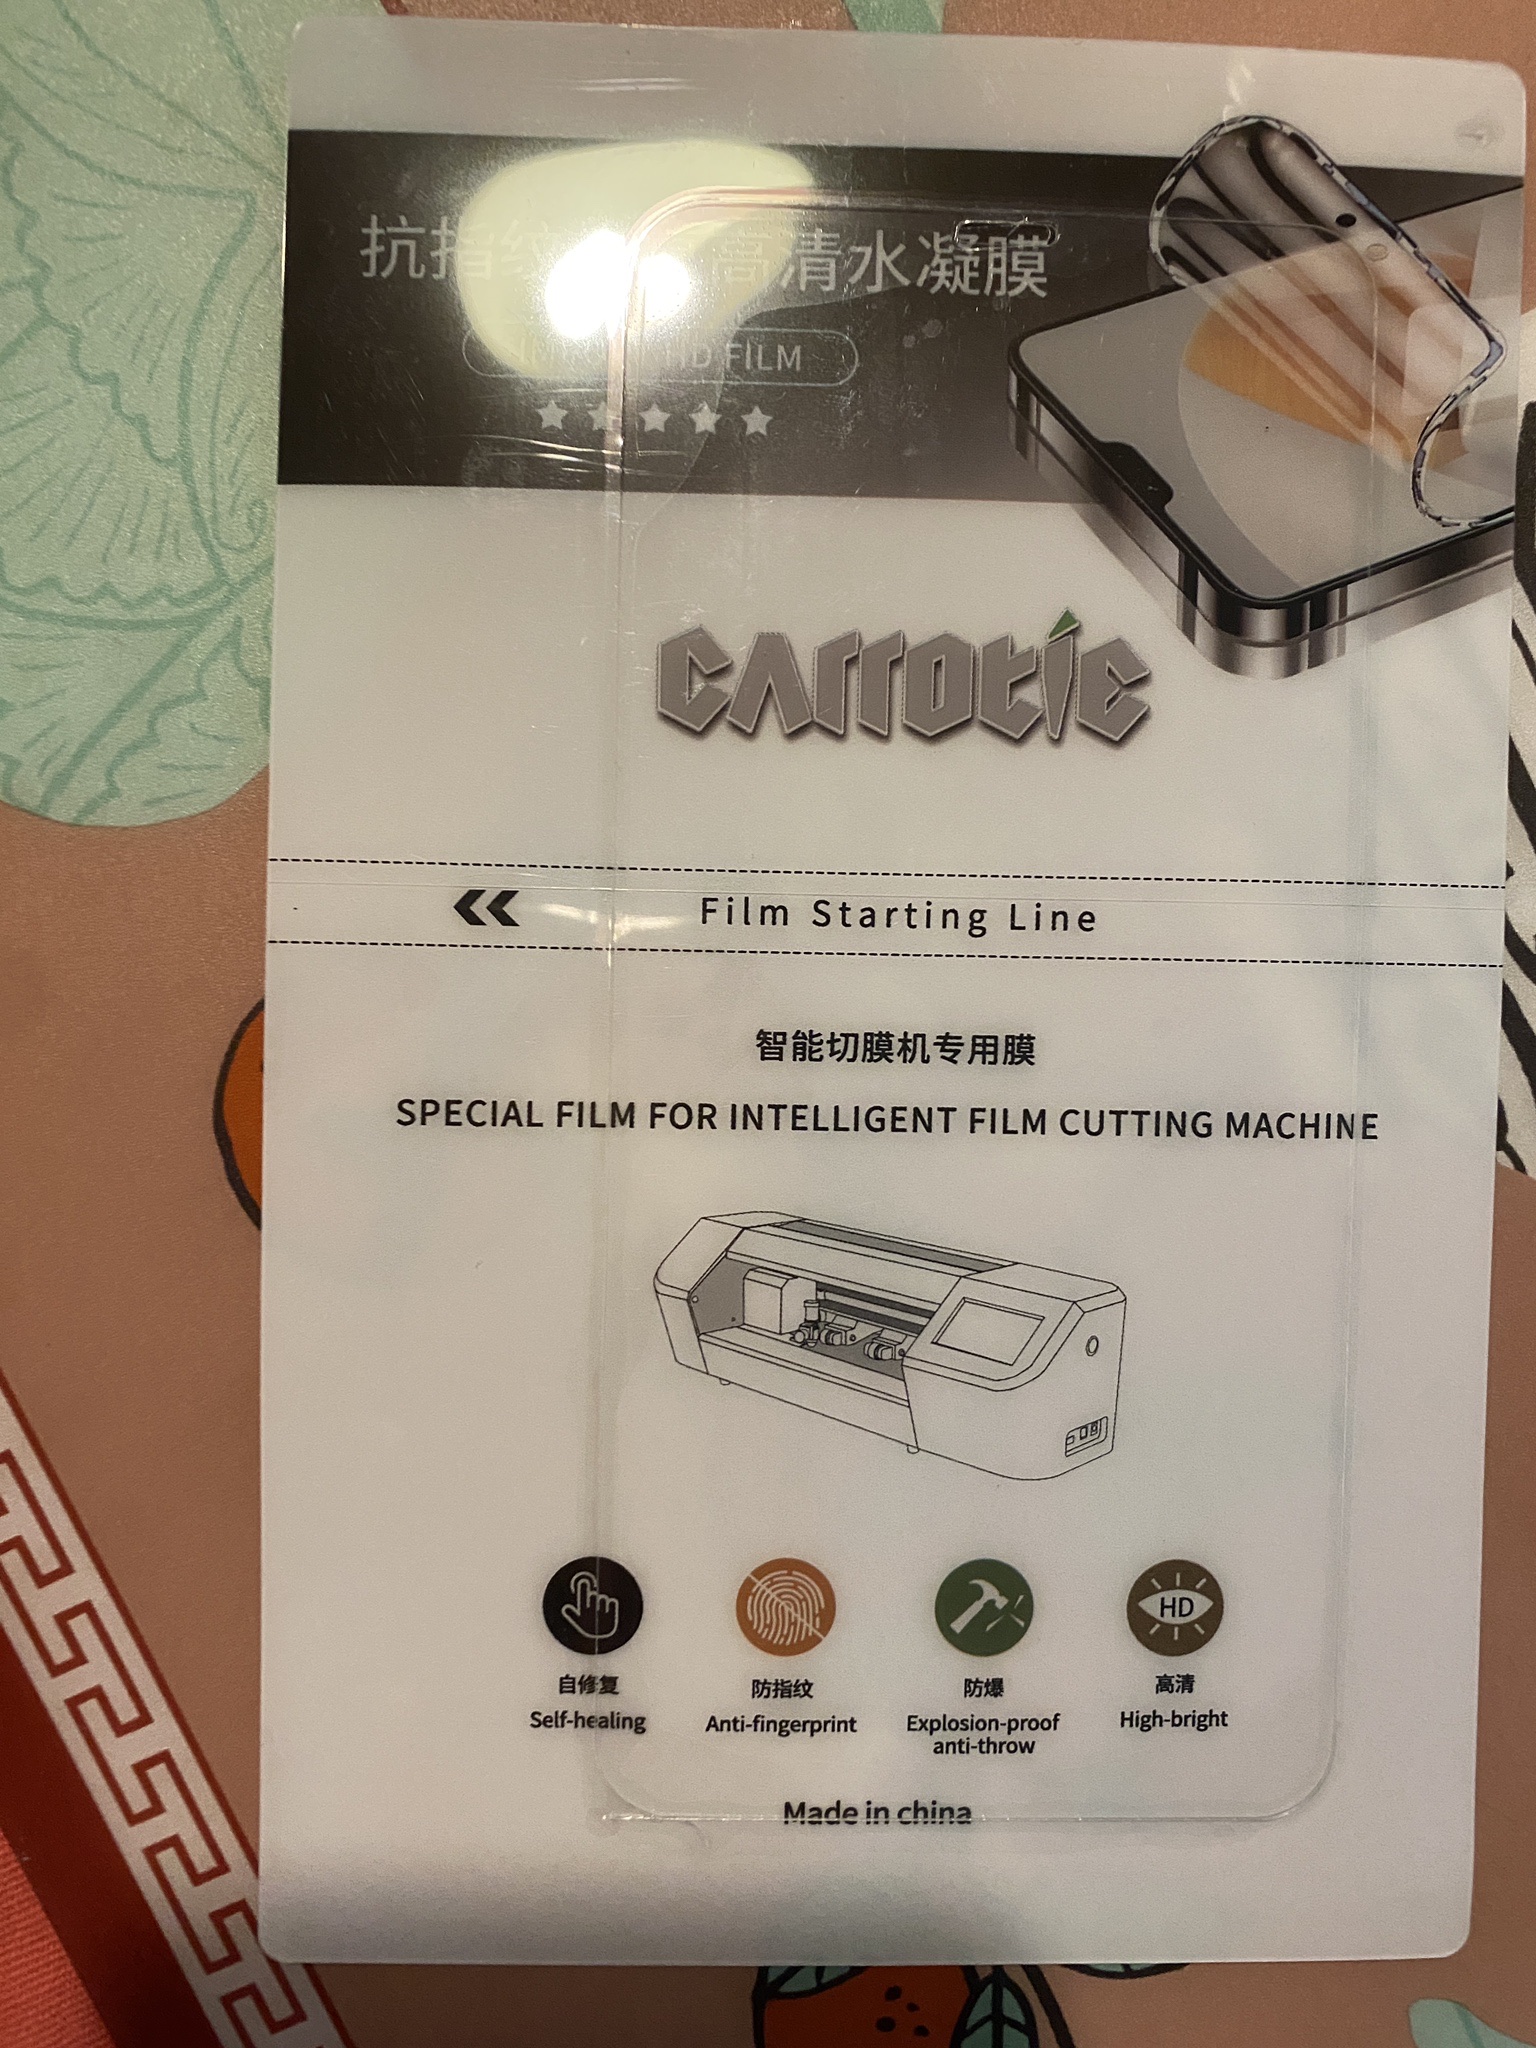 抗指
高清水凝膜
HD FILM
carrotie
Film Starting Line
智能切膜机专用膜
SPECIAL FILM FOR INTELLIGENT FILM CUTTING MACHINE
HD
自修复 防指纹 防爆 高清
Self-healing Anti-fingerprint Explosion-proof High-bright
anti-throw
Made in china